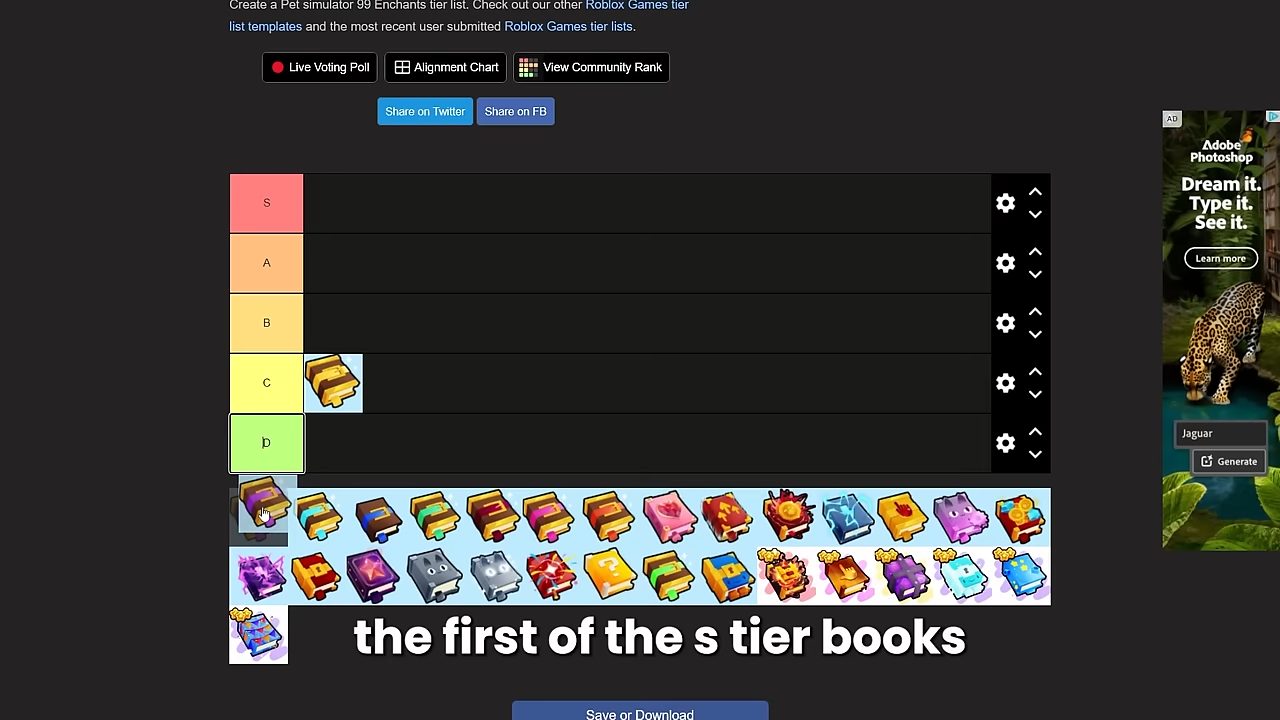 Create a Pet simulator 99 Enchants tier list. Check out our other Roblox Games tier
list templates and the most recent user submitted Roblox Games tier lists.
Live Voting Poll
Alignment Chart
View Community Rank
Share on Twitter
Share on FB
AD
Adobe
Photoshop
Dream it.
Type it.
See it.
Learn more
Jaguar
Generate
S
A
B
C
D
the first of the s tier books
Save or Download